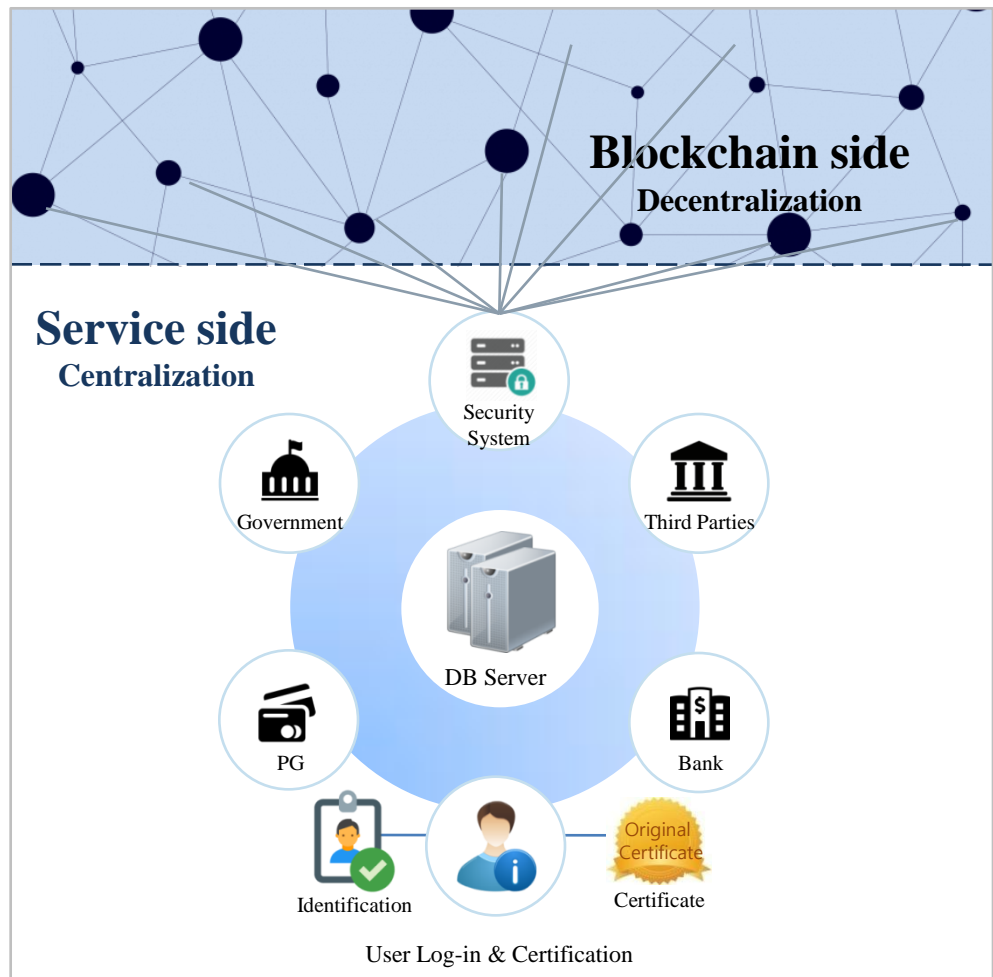 Blockchain side
Decentralization
Service side
Centralization
Security
System
Government
Third Parties
DB Server
PG
Bank
Original
Certificate
Identification
Certificate
User Log-in & Certification